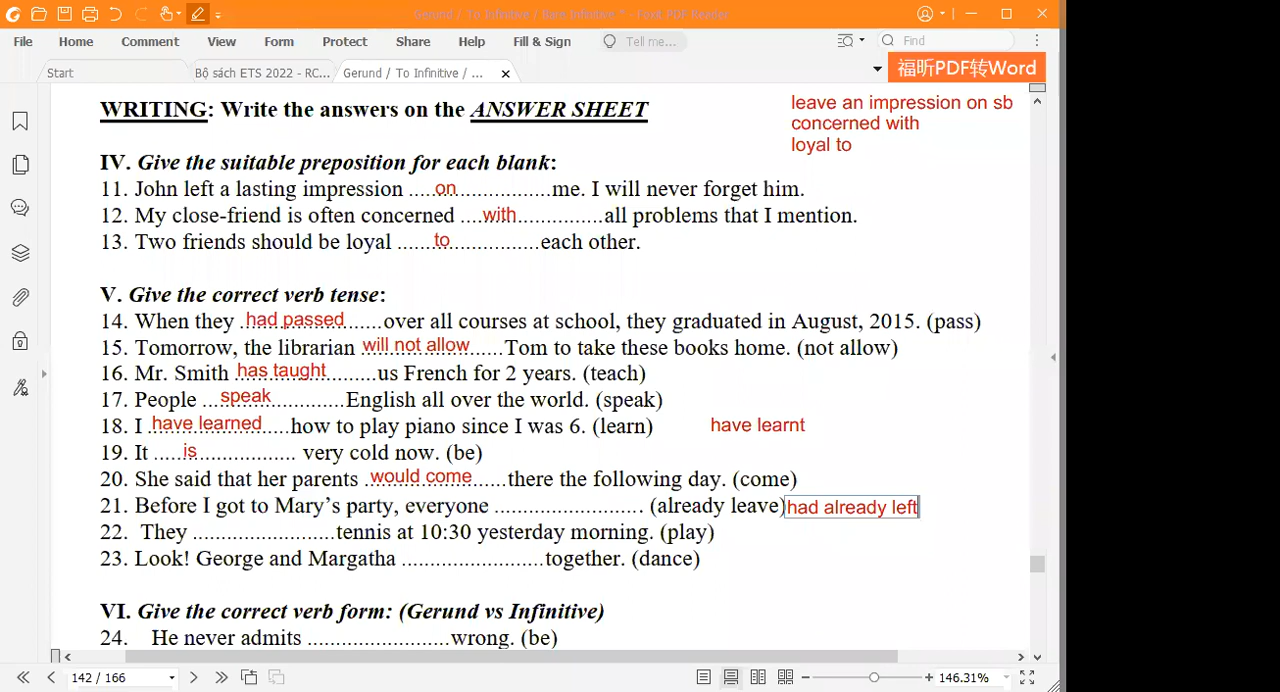 Gerund / To Infinitive / Bare Infinitive * - Foxit PDF Reader
File Home Comment View Form Protect Share Help Fill & Sign Tell me... Find
Start Bộ sách ETS 2022 - RC... Gerund / To Infinitive / ... 福昕PDF转Word
WRITING: Write the answers on the ANSWER SHEET
leave an impression on sb
concerned with
loyal to
IV. Give the suitable preposition for each blank:
11. John left a lasting impression .....on......................me. I will never forget him.
12. My close-friend is often concerned ....with................all problems that I mention.
13. Two friends should be loyal .......to....................each other.
V. Give the correct verb tense:
14. When they .had passed.......over all courses at school, they graduated in August, 2015. (pass)
15. Tomorrow, the librarian will not allow......Tom to take these books home. (not allow)
16. Mr. Smith has taught.........us French for 2 years. (teach)
17. People ...speak.............English all over the world. (speak)
18. I have learned.....how to play piano since I was 6. (learn) have learnt
19. It .....is.................. very cold now. (be)
20. She said that her parents .would come......there the following day. (come)
21. Before I got to Mary's party, everyone .......................... (already leave) had already left
22. They .........................tennis at 10:30 yesterday morning. (play)
23. Look! George and Margatha .........................together. (dance)
VI. Give the correct verb form: (Gerund vs Infinitive)
24. He never admits .........................wrong. (be)
142 / 166 146.31%